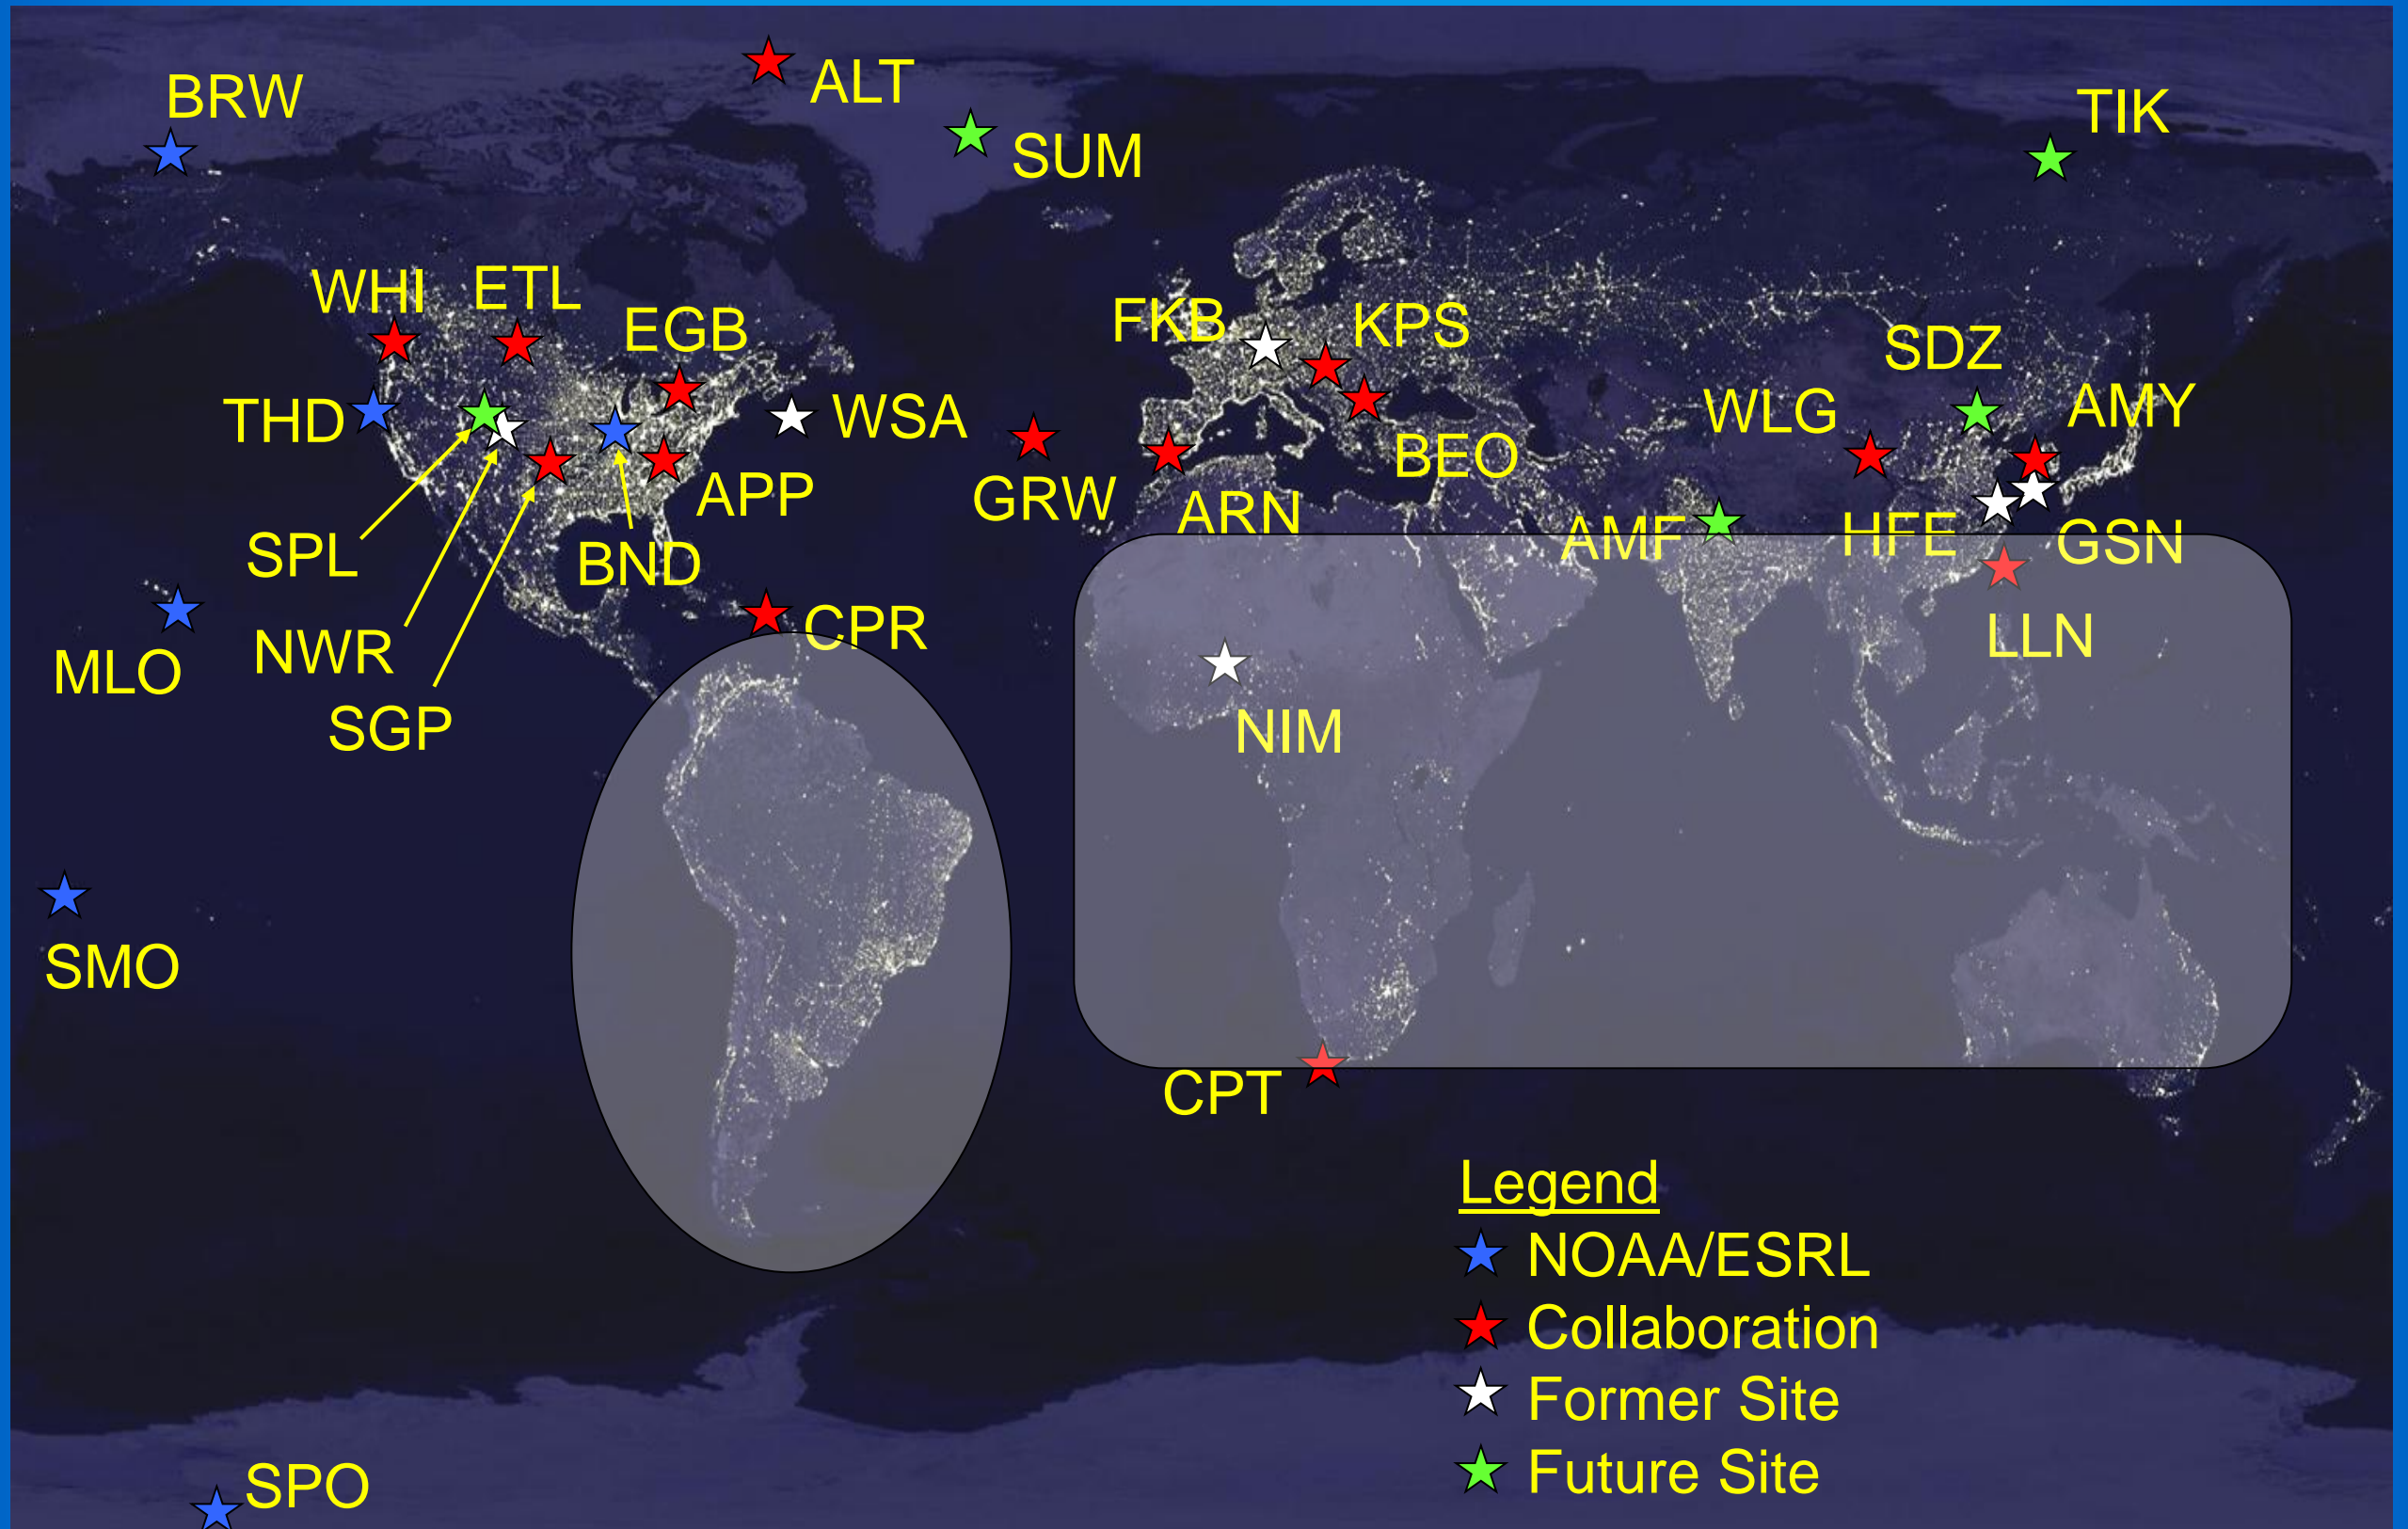 BRW
ALT
SUM
TIK
WHI
ETL
EGB
FKB
KPS
SDZ
THD
WSA
WLG
AMY
GRW
BEO
APP
ARN
AMF
HFE
GSN
SPL
BND
CPR
LLN
NWR
MLO
SGP
NIM
SMO
CPT
Legend
NOAA/ESRL
Collaboration
Former Site
Future Site
SPO